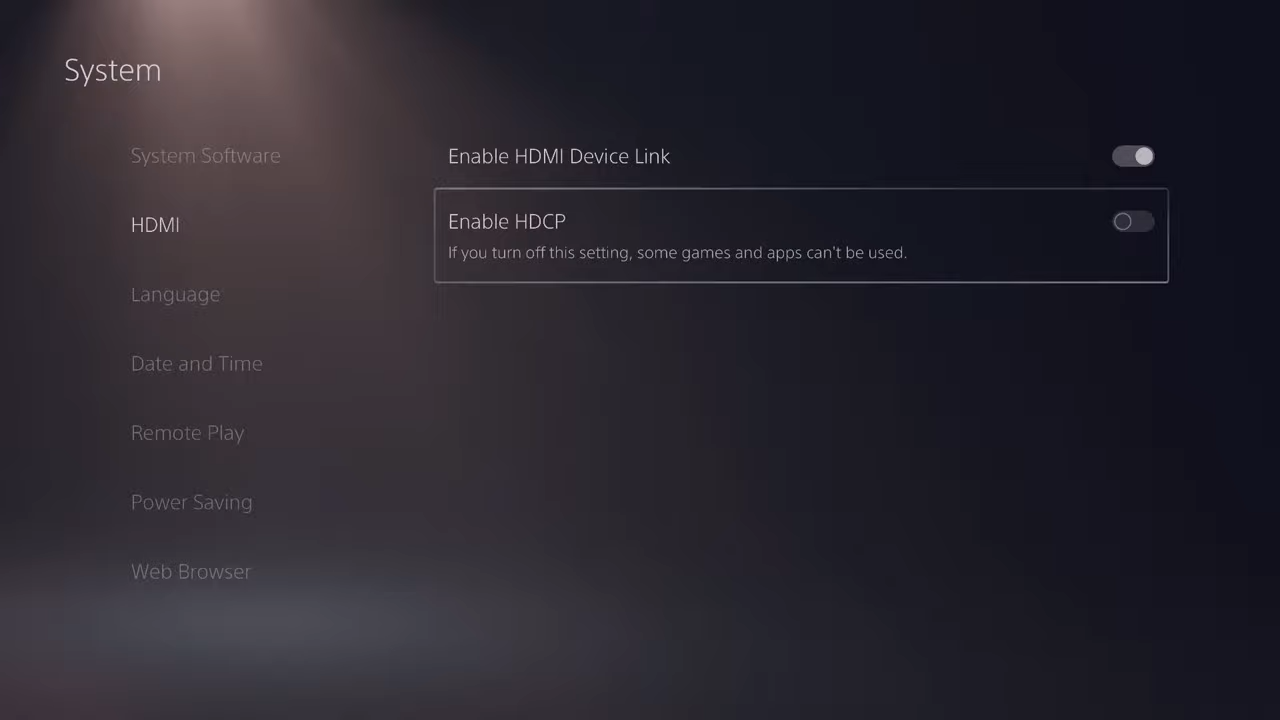 System
System Software
HDMI
Language
Date and Time
Remote Play
Power Saving
Web Browser
Enable HDMI Device Link
Enable HDCP
If you turn off this setting, some games and apps can't be used.